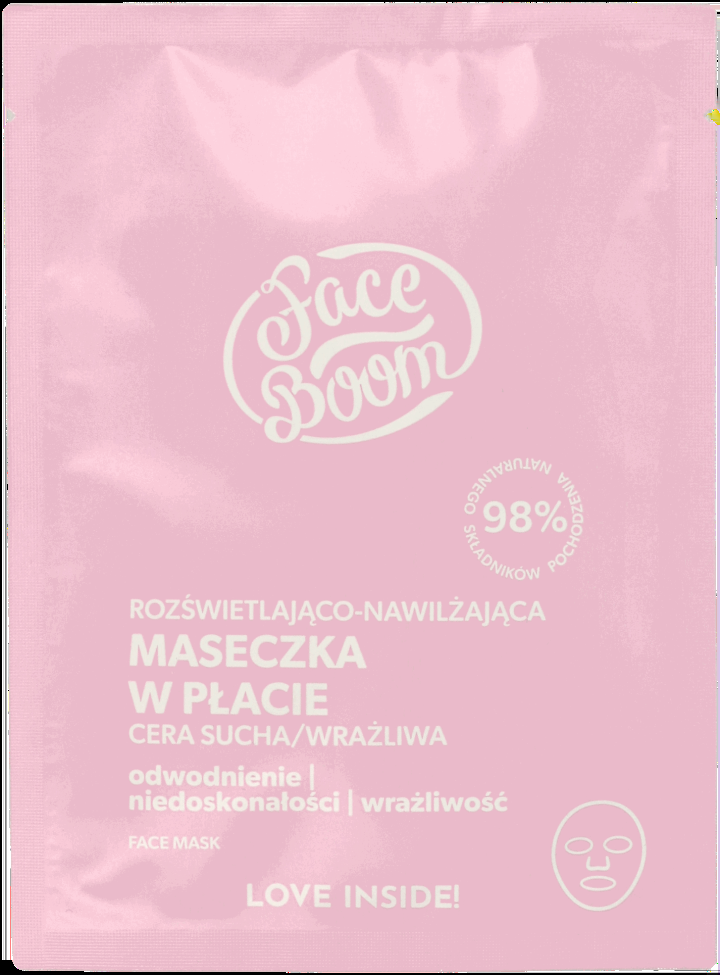 Face
Boom
98%
SKŁADNIKÓW POCHODZENIA NATURALNEGO
ROZŚWIETLAJĄCO-NAWILŻAJĄCA
MASECZKA
W PŁACIE
CERA SUCHA/WRAŻLIWA
odwodnienie |
niedoskonałości | wrażliwość
FACE MASK
LOVE INSIDE!